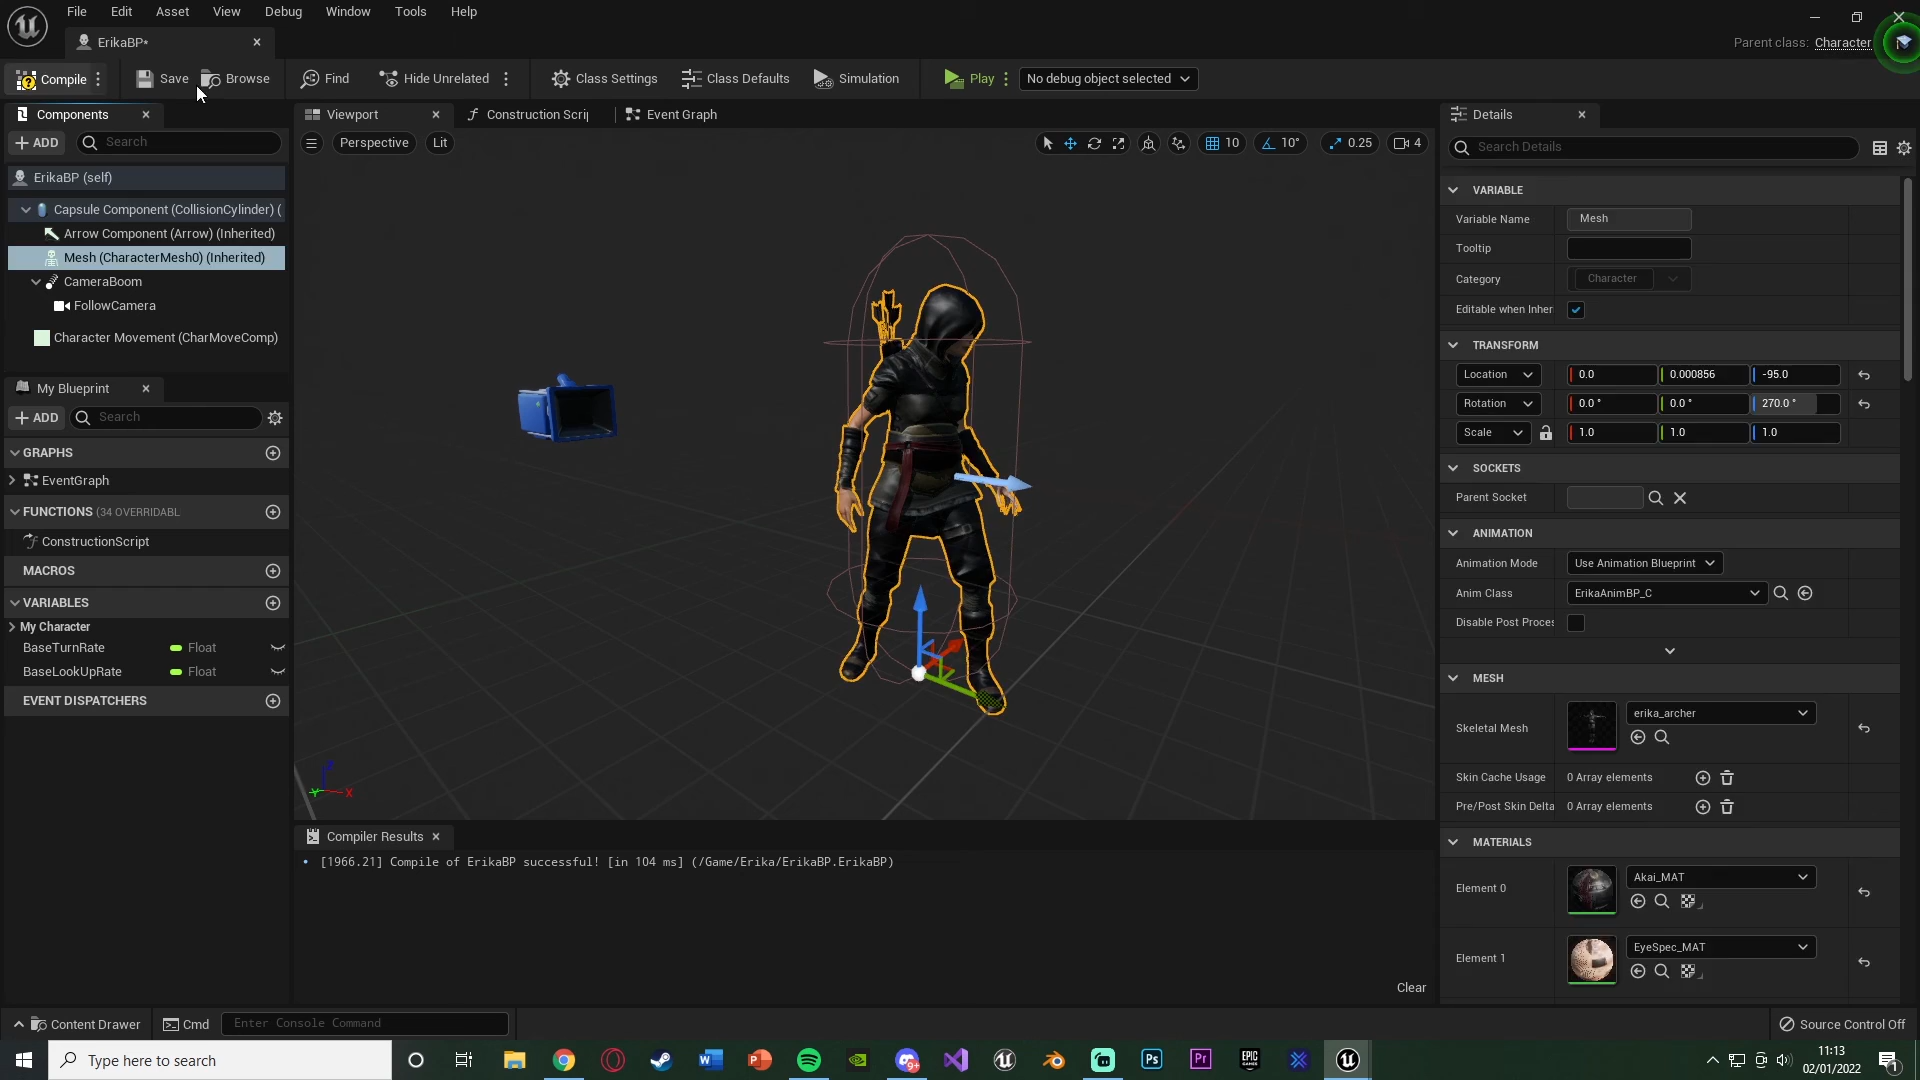 File Edit Asset View Debug Window Tools Help
ErikaBP*
Parent class: Character
Compile Save Browse Find Hide Unrelated Class Settings Class Defaults Simulation Play No debug object selected
Components
ADD Search
ErikaBP (self)
Capsule Component (CollisionCylinder) (
Arrow Component (Arrow) (Inherited)
Mesh (CharacterMesh0) (Inherited)
CameraBoom
FollowCamera
Character Movement (CharMoveComp)
My Blueprint
ADD Search
GRAPHS
EventGraph
FUNCTIONS (34 OVERRIDABL
ConstructionScript
MACROS
VARIABLES
My Character
BaseTurnRate Float
BaseLookUpRate Float
EVENT DISPATCHERS
Viewport Construction Scrip Event Graph
Perspective Lit 10 10° 0.25 4
Z
Y X
Compiler Results
[1966.21] Compile of ErikaBP successful! [in 104 ms] (/Game/Erika/ErikaBP.ErikaBP)
Clear
Details
Search Details
VARIABLE
Variable Name Mesh
Tooltip
Category Character
Editable when Inher
TRANSFORM
Location 0.0 0.000856 -95.0
Rotation 0.0 ° 0.0 ° 270.0 °
Scale 1.0 1.0 1.0
SOCKETS
Parent Socket
ANIMATION
Animation Mode Use Animation Blueprint
Anim Class ErikaAnimBP_C
Disable Post Proces
MESH
Skeletal Mesh erika_archer
Skin Cache Usage 0 Array elements
Pre/Post Skin Delta 0 Array elements
MATERIALS
Element 0 Akai_MAT
Element 1 EyeSpec_MAT
Content Drawer Cmd Enter Console Command Source Control Off
Type here to search
9+
Ps
Pr
EPIC GAMES
11:13
02/01/2022
1